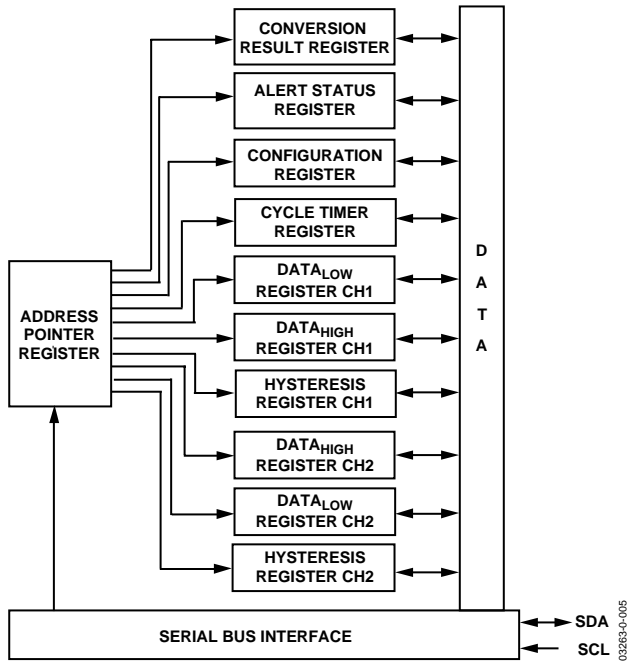 CONVERSION
RESULT REGISTER
ALERT STATUS
REGISTER
CONFIGURATION
REGISTER
CYCLE TIMER
REGISTER
DATALOW
REGISTER CH1
DATAHIGH
REGISTER CH1
HYSTERESIS
REGISTER CH1
DATAHIGH
REGISTER CH2
DATALOW
REGISTER CH2
HYSTERESIS
REGISTER CH2
ADDRESS
POINTER
REGISTER
D
A
T
A
SERIAL BUS INTERFACE
SDA
SCL
03263-0-005